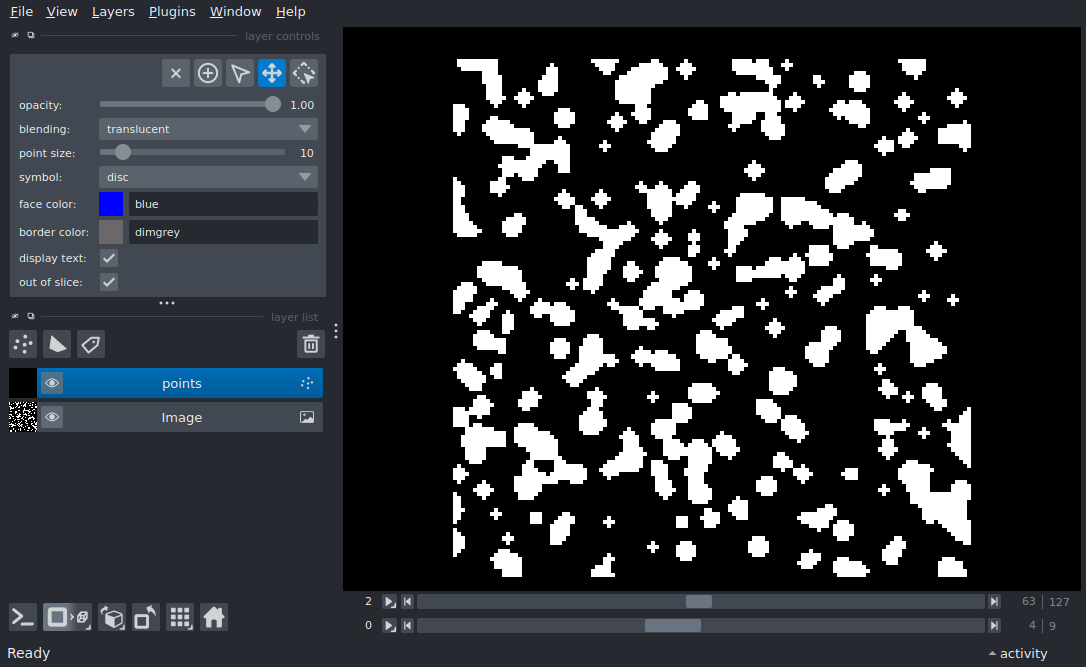 File View Layers Plugins Window Help
layer controls
opacity: 1.00
blending: translucent
point size: 10
symbol: disc
face color: blue
border color: dimgrey
display text:
out of slice:
layer list
points
Image
2 63 | 127
0 4 | 9
Ready activity